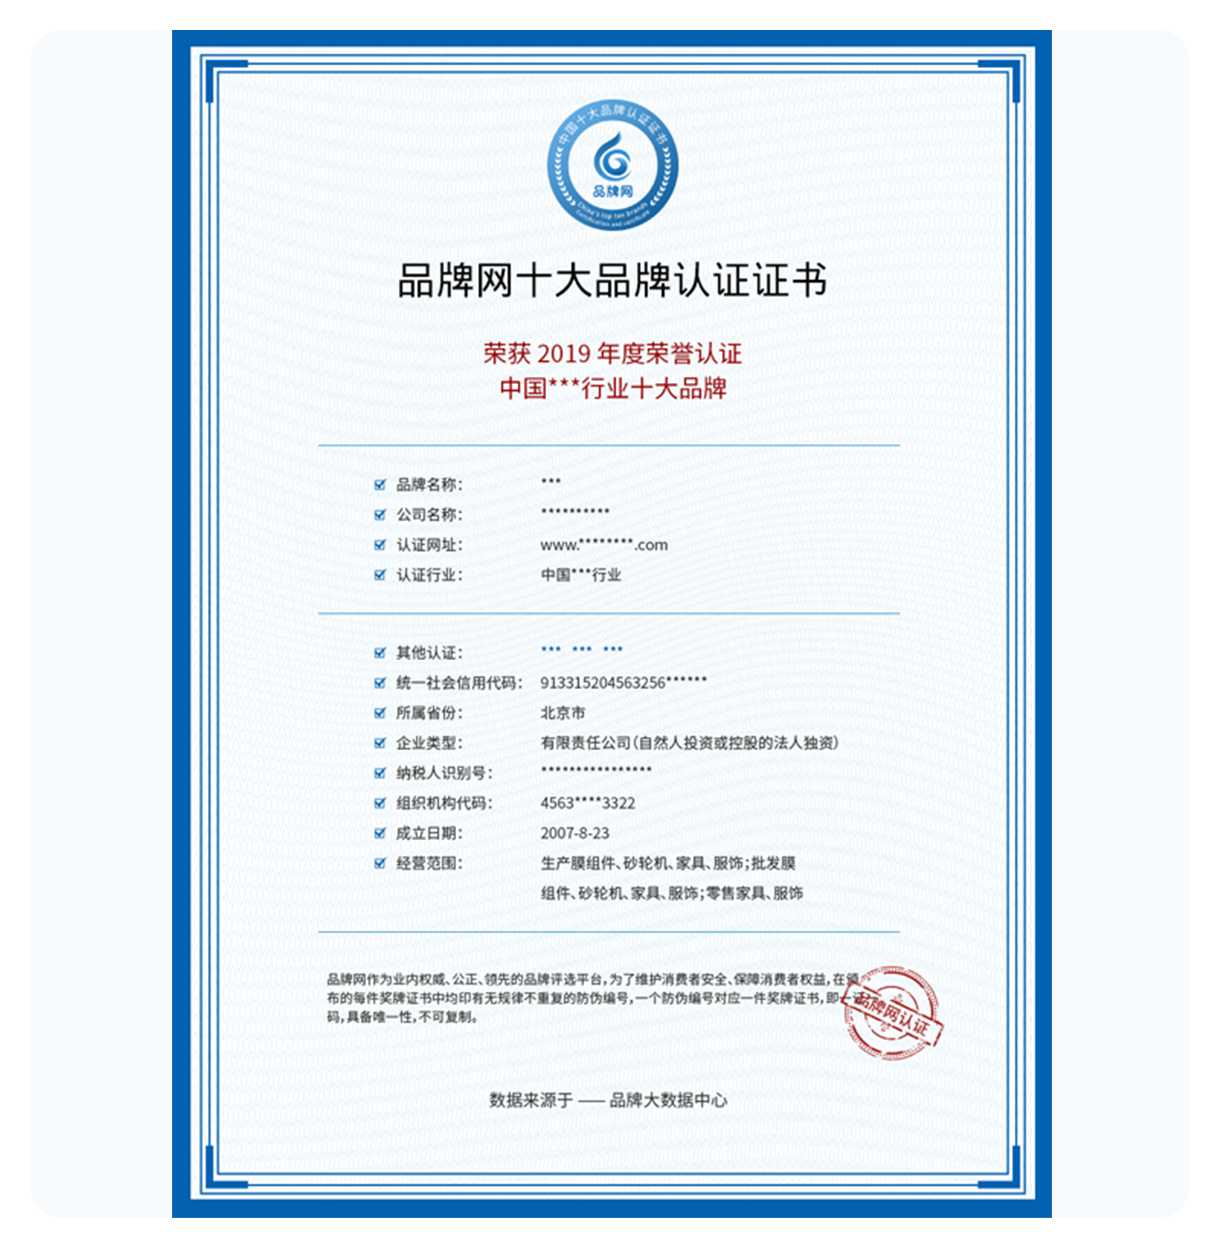 中国十大品牌认证证书
品牌网
China's top ten brands
Certification and certificate
品牌网十大品牌认证证书
荣获 2019 年度荣誉认证
中国***行业十大品牌
品牌名称： ***
公司名称： **********
认证网址： www.********.com
认证行业： 中国***行业
其他认证： *** *** ***
统一社会信用代码： 913315204563256******
所属省份： 北京市
企业类型： 有限责任公司（自然人投资或控股的法人独资）
纳税人识别号： ****************
组织机构代码： 4563****3322
成立日期： 2007-8-23
经营范围： 生产膜组件、砂轮机、家具、服饰；批发膜
组件、砂轮机、家具、服饰；零售家具、服饰
品牌网作为业内权威、公正、领先的品牌评选平台，为了维护消费者安全、保障消费者权益，在颁
布的每件奖牌证书中均印有无规律不重复的防伪编号，一个防伪编号对应一件奖牌证书，即一证
码，具备唯一性，不可复制。
品牌网认证
数据来源于 —— 品牌大数据中心